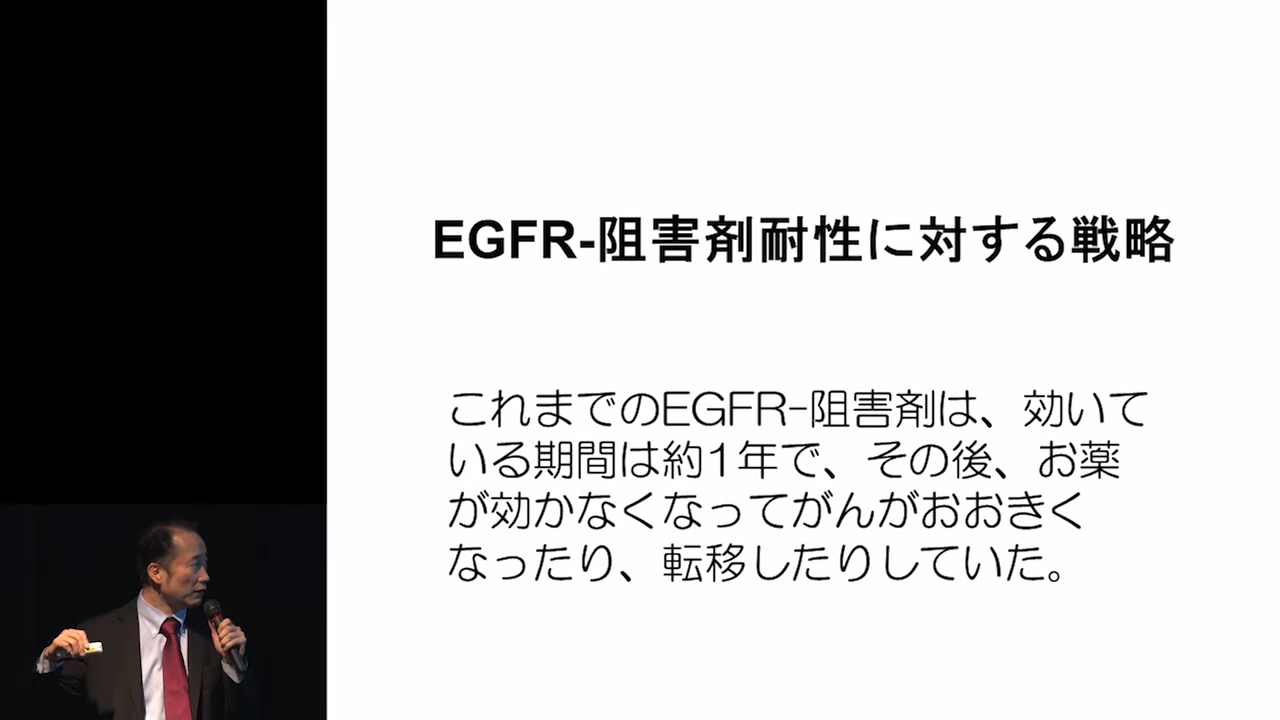 EGFR-阻害剤耐性に対する戦略
これまでのEGFR-阻害剤は、効いて
いる期間は約1年で、その後、お薬
が効かなくなってがんがおおきく
なったり、転移したりしていた。